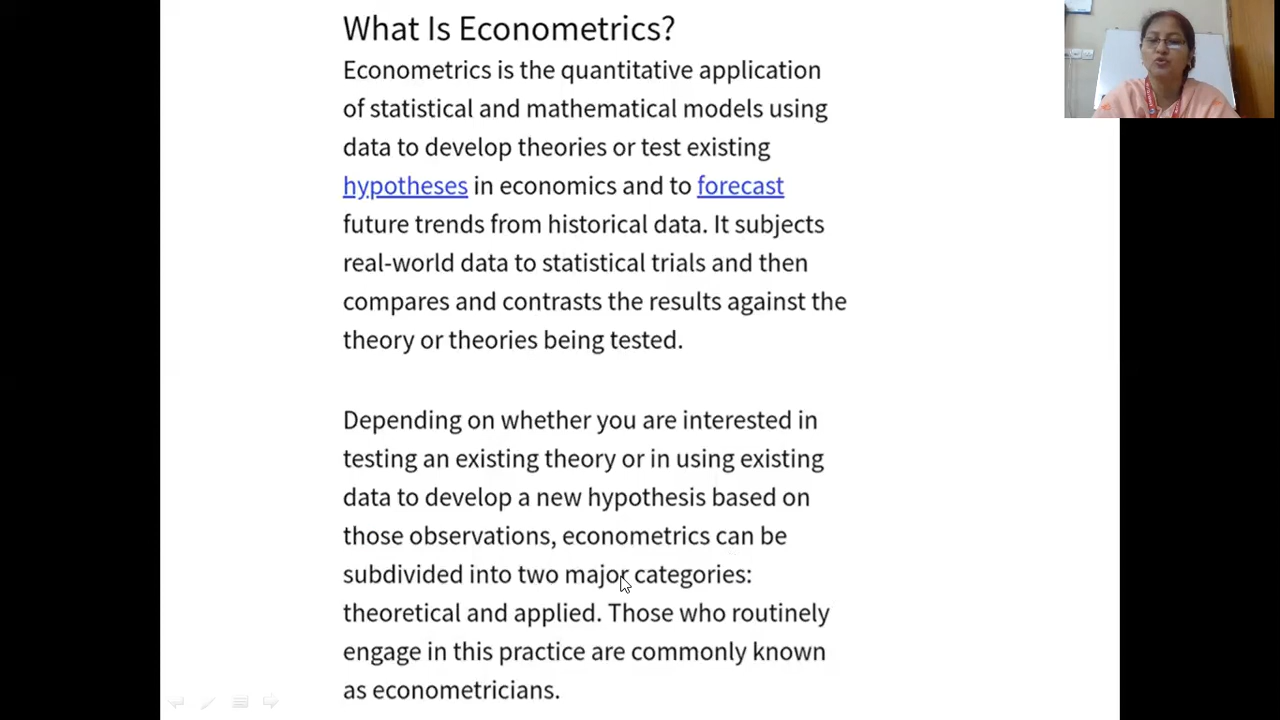 What Is Econometrics?
Econometrics is the quantitative application
of statistical and mathematical models using
data to develop theories or test existing
hypotheses in economics and to forecast
future trends from historical data. It subjects
real-world data to statistical trials and then
compares and contrasts the results against the
theory or theories being tested.
Depending on whether you are interested in
testing an existing theory or in using existing
data to develop a new hypothesis based on
those observations, econometrics can be
subdivided into two major categories:
theoretical and applied. Those who routinely
engage in this practice are commonly known
as econometricians.